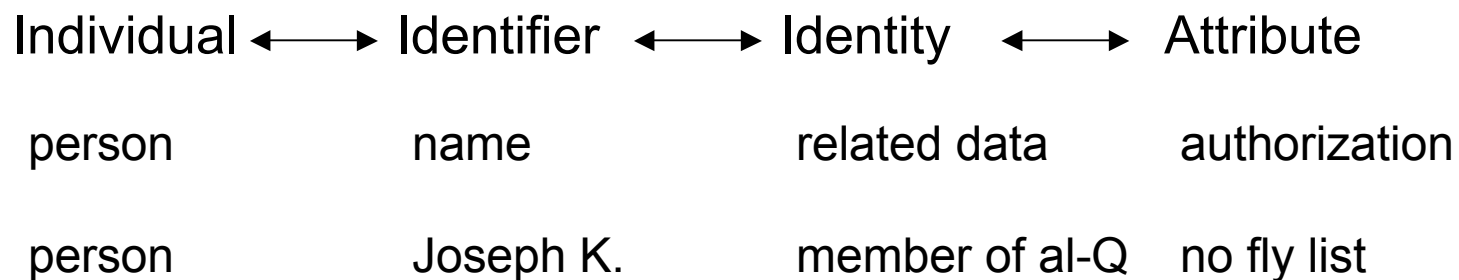 Individual ⟷ Identifier ⟷ Identity ⟷ Attribute
person name related data authorization
person Joseph K. member of al-Q no fly list